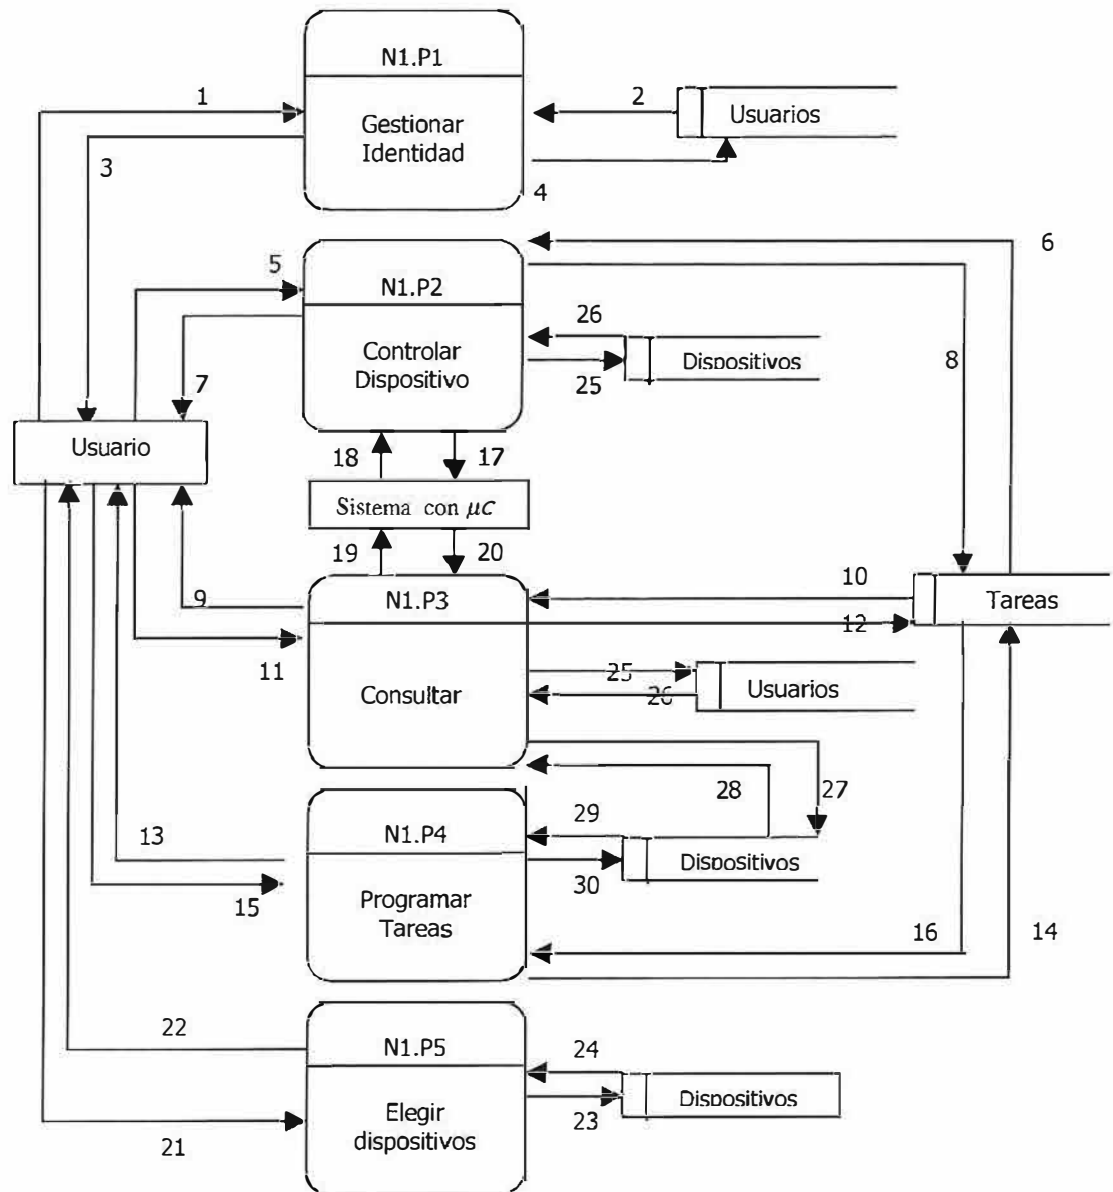 N1.P1
1
2
Usuarios
Gestionar
Identidad
3
4
6
5
N1.P2
26
Controlar
Dispositivo
Dispositivos
8
7
25
Usuario
18
17
Sistema con μC
19
20
10
9
N1.P3
Tareas
12
11
25
26
Consultar
Usuarios
28
27
29
13
N1.P4
Dispositivos
30
15
Programar
Tareas
16
14
22
N1.P5
24
Elegir
dispositivos
Dispositivos
23
21